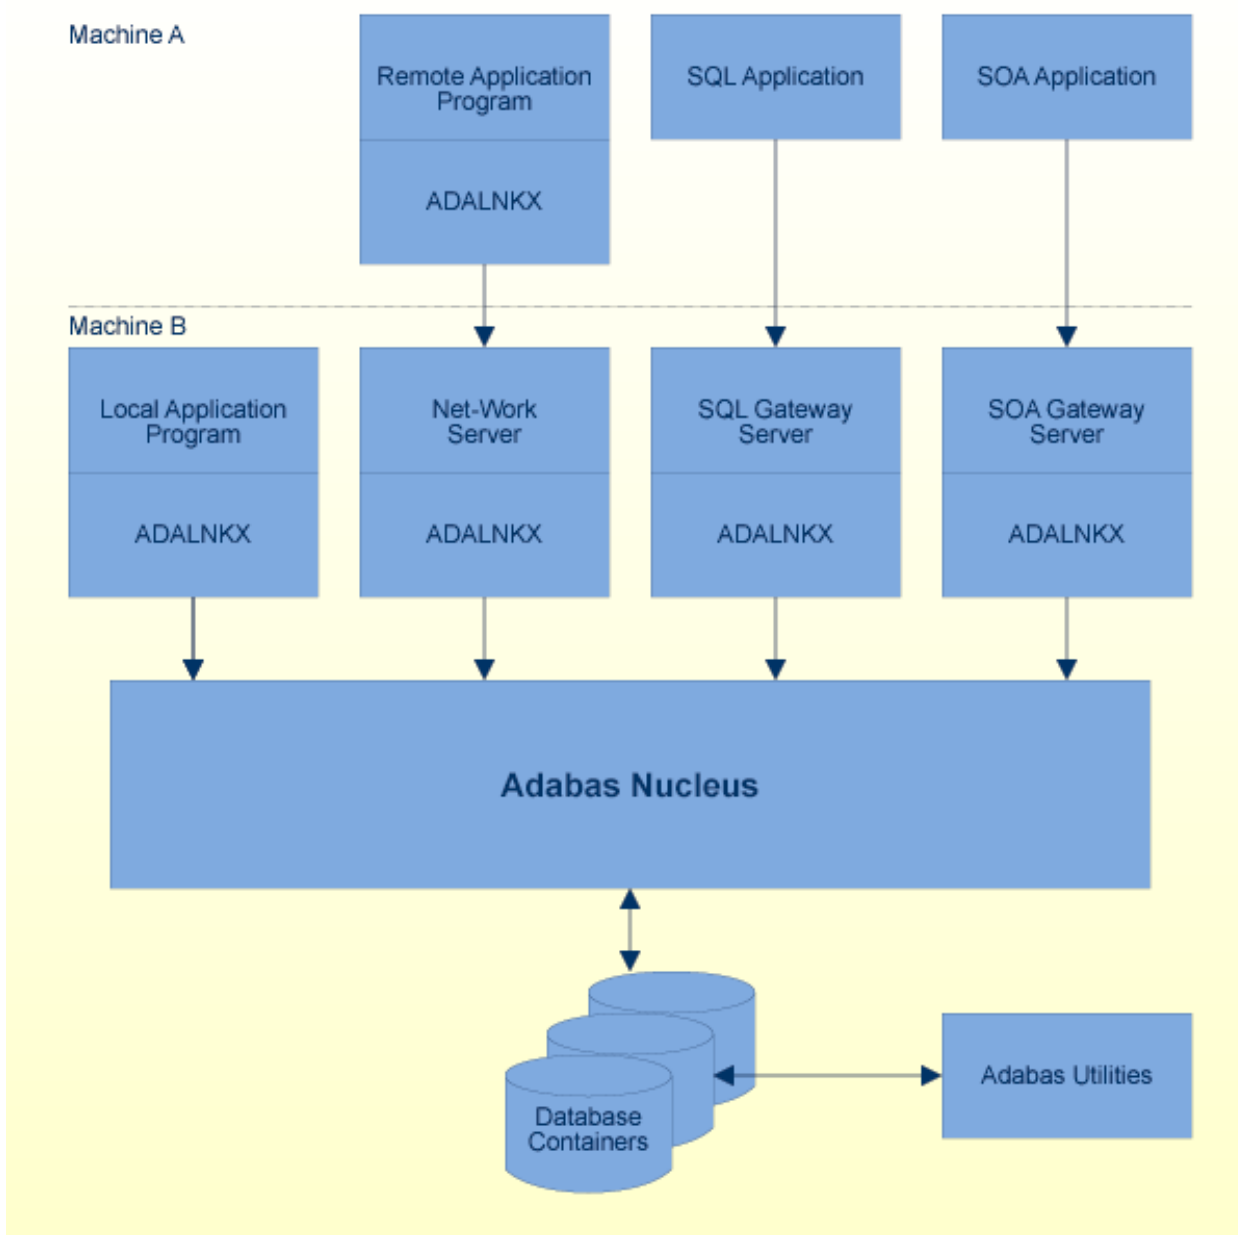 Machine A
Remote Application
Program
SQL Application
SOA Application
ADALNKX
Machine B
Local Application
Program
Net-Work
Server
SQL Gateway
Server
SOA Gateway
Server
ADALNKX
ADALNKX
ADALNKX
ADALNKX
Adabas Nucleus
Database
Containers
Adabas Utilities